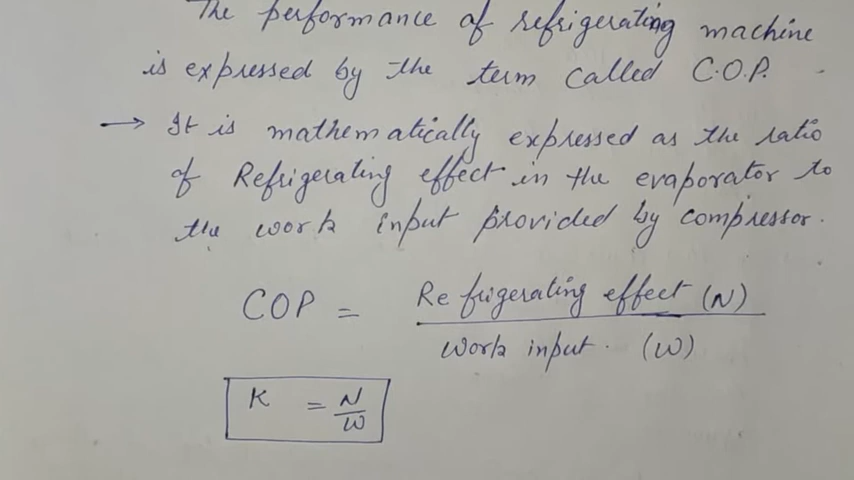 The performance of refrigerating machine
is expressed by the term called C.O.P.
→ It is mathematically expressed as the ratio
of Refrigerating effect in the evaporator to
the work input provided by compressor.
COP = Refrigerating effect (N)
Work input. (W)
K = N
W